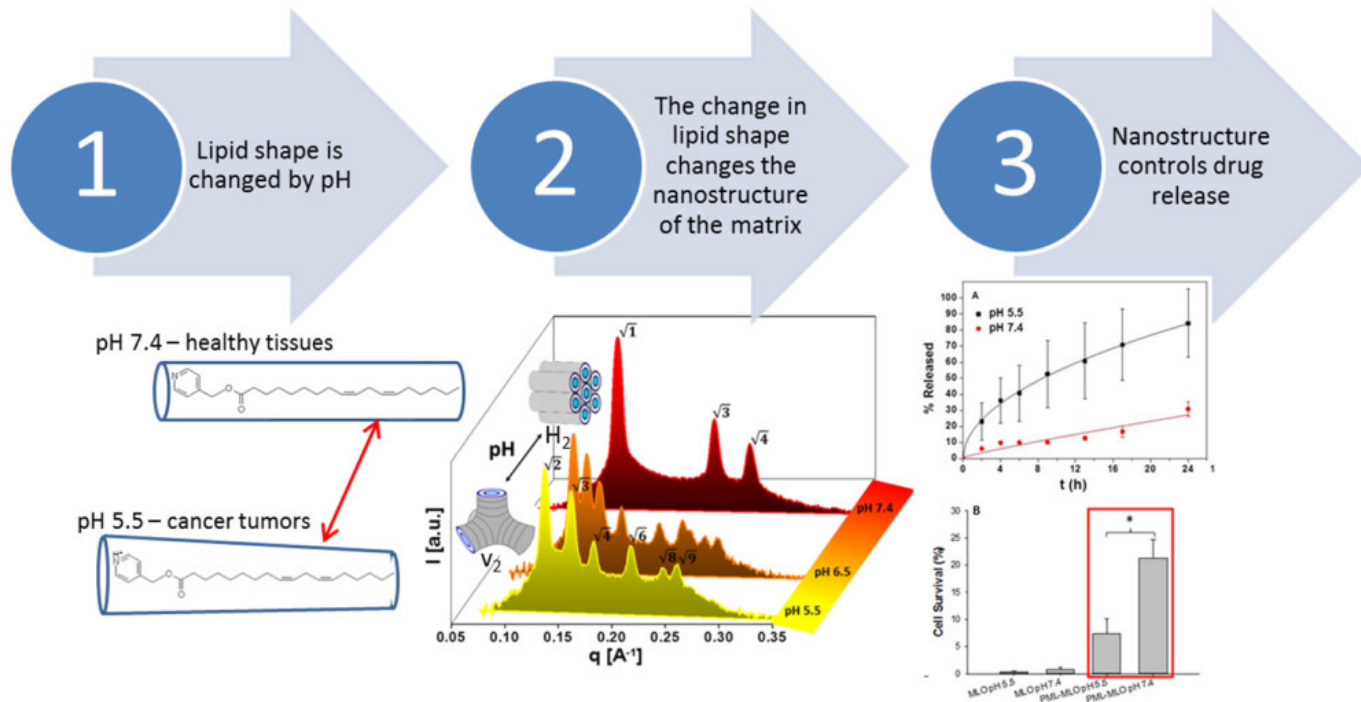 1
Lipid shape is
changed by pH
2
The change in
lipid shape
changes the
nanostructure
of the matrix
3
Nanostructure
controls drug
release
pH 7.4 – healthy tissues
N
O
O
pH 5.5 – cancer tumors
O
O
I [a.u.]
q [A⁻¹]
0.05
0.10
0.15
0.20
0.25
0.30
0.35
pH
H₂
V₂
√1
√3
√4
√2
√3
√4
√6
√8
√9
pH 7.4
pH 6.5
pH 5.5
A
pH 5.5
pH 7.4
% Released
100
90
80
70
60
50
40
30
20
10
0
0
4
8
12
16
20
24
t (h)
B
*
Cell Survival (%)
30
25
20
15
10
5
0
MLO pH 5.5
MLO pH 7.4
PML-MLO pH 5.5
PML-MLO pH 7.4